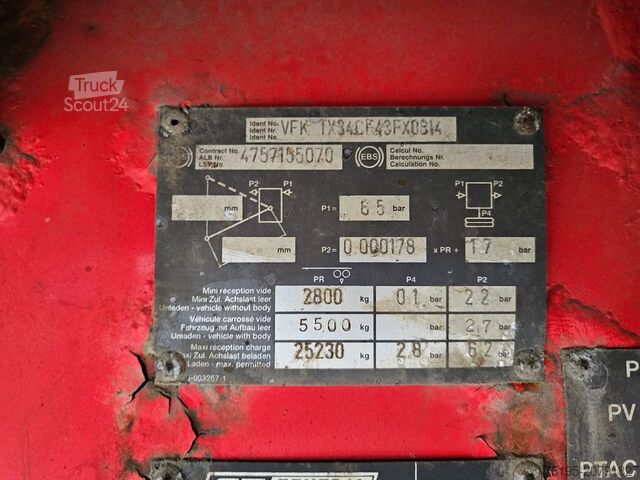 Truck
Scout24
Ident No.
Ident Nr.
Ident Nr.
VFK TX34CF43FX0814
Contract No.
ALB Nr.
LSV No.
4757155070
EBS
EBS
Calcul No.
Berechnungs Nr.
Calculation No.
P2 P1
mm
P1= 6.5 bar
P1 P2
P4
mm
P2= 0.000178 x PR + 1.7 bar
PR P4 P2
Mini réception vide
Mini Zul. Achslast leer
Unladen - vehicle without body
2800 kg 0.1 bar 2.2 bar
Véhicule carrossé vide
Fahrzeug mit Aufbau leer
Unladen - vehicle with body
5500 kg bar 2.7 bar
Maxi réception charge
Maxi Zul. Achslast beladen
Laden - max. permitted
25230 kg 2.8 bar 6.2 bar
003257-1
P
PV
PTAC